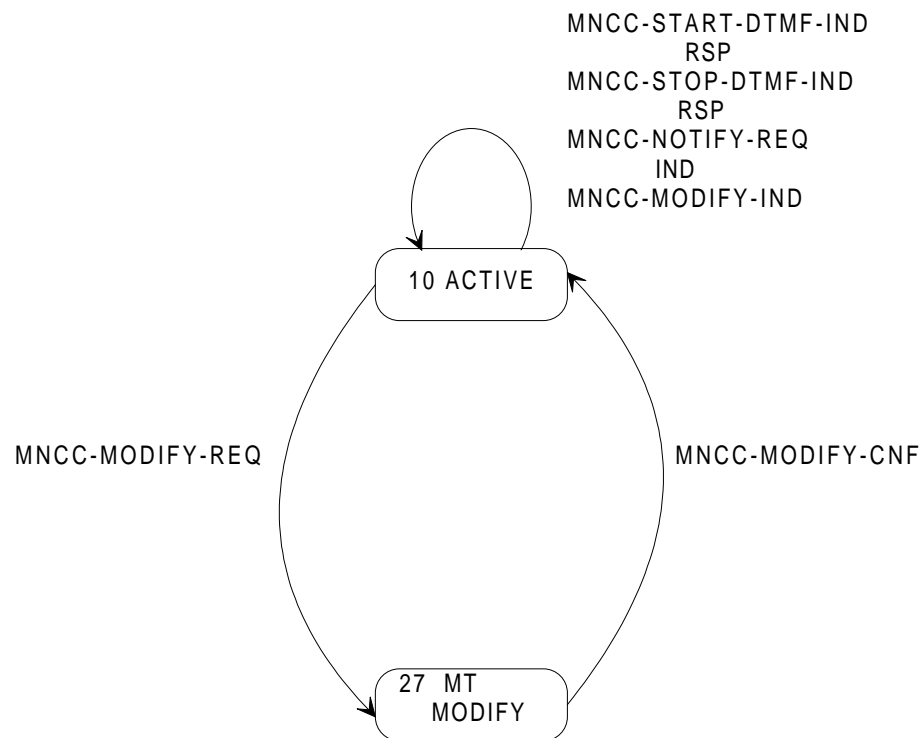 MNCC-START-DTMF-IND
RSP
MNCC-STOP-DTMF-IND
RSP
MNCC-NOTIFY-REQ
IND
MNCC-MODIFY-IND
10 ACTIVE
MNCC-MODIFY-REQ
MNCC-MODIFY-CNF
27 MT
MODIFY